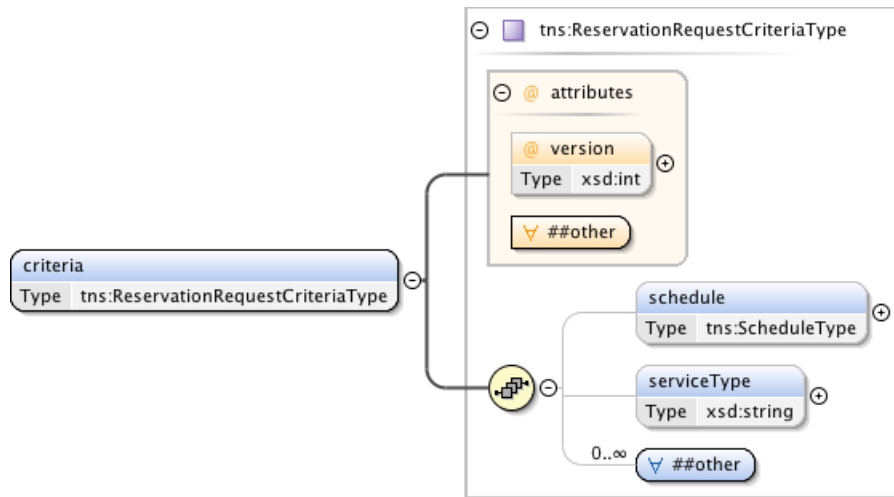 tns:ReservationRequestCriteriaType
@ attributes
@ version
Type xsd:int
∀ ##other
criteria
Type tns:ReservationRequestCriteriaType
schedule
Type tns:ScheduleType
serviceType
Type xsd:string
0..∞
∀ ##other